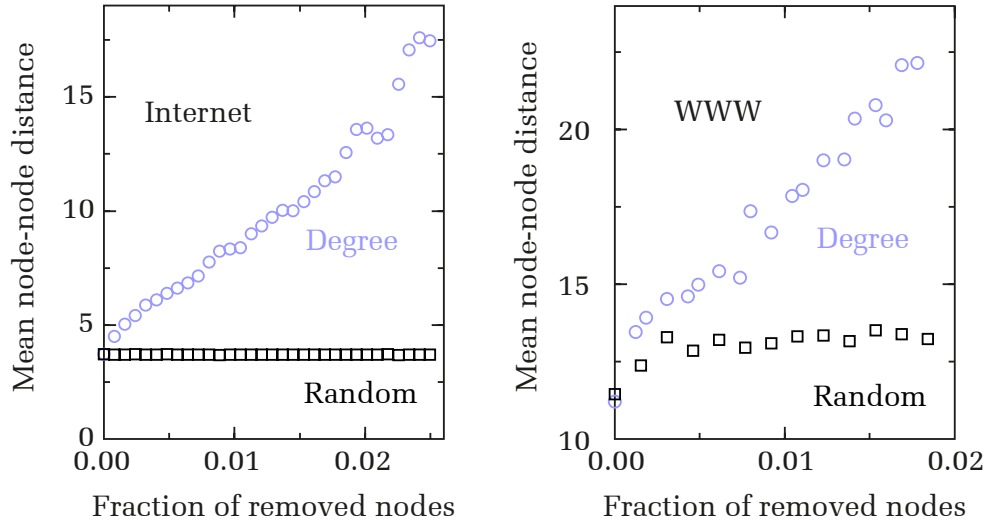 Mean node-node distance
15
10
5
0
Internet
Degree
Random
0.00
0.01
0.02
Fraction of removed nodes
Mean node-node distance
20
15
10
WWW
Degree
Random
0.00
0.01
0.02
Fraction of removed nodes